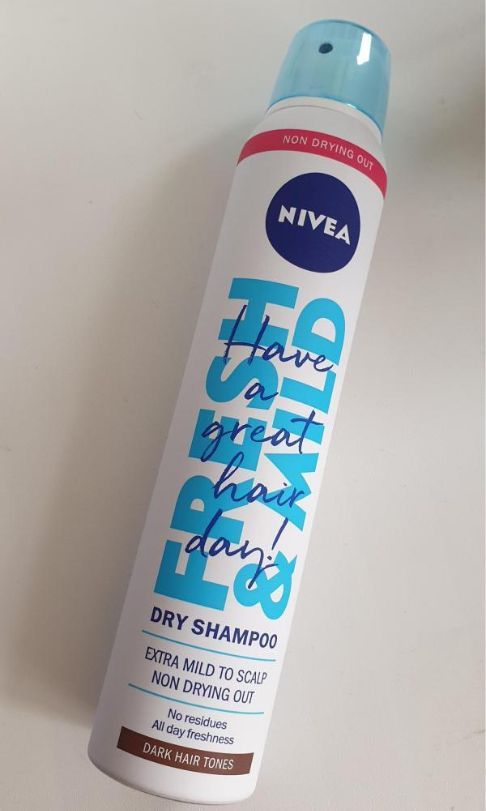 NON DRYING OUT
NIVEA
FRESH
& MILD
Have
a
great
hair
day!
DRY SHAMPOO
EXTRA MILD TO SCALP
NON DRYING OUT
No residues
All day freshness
DARK HAIR TONES